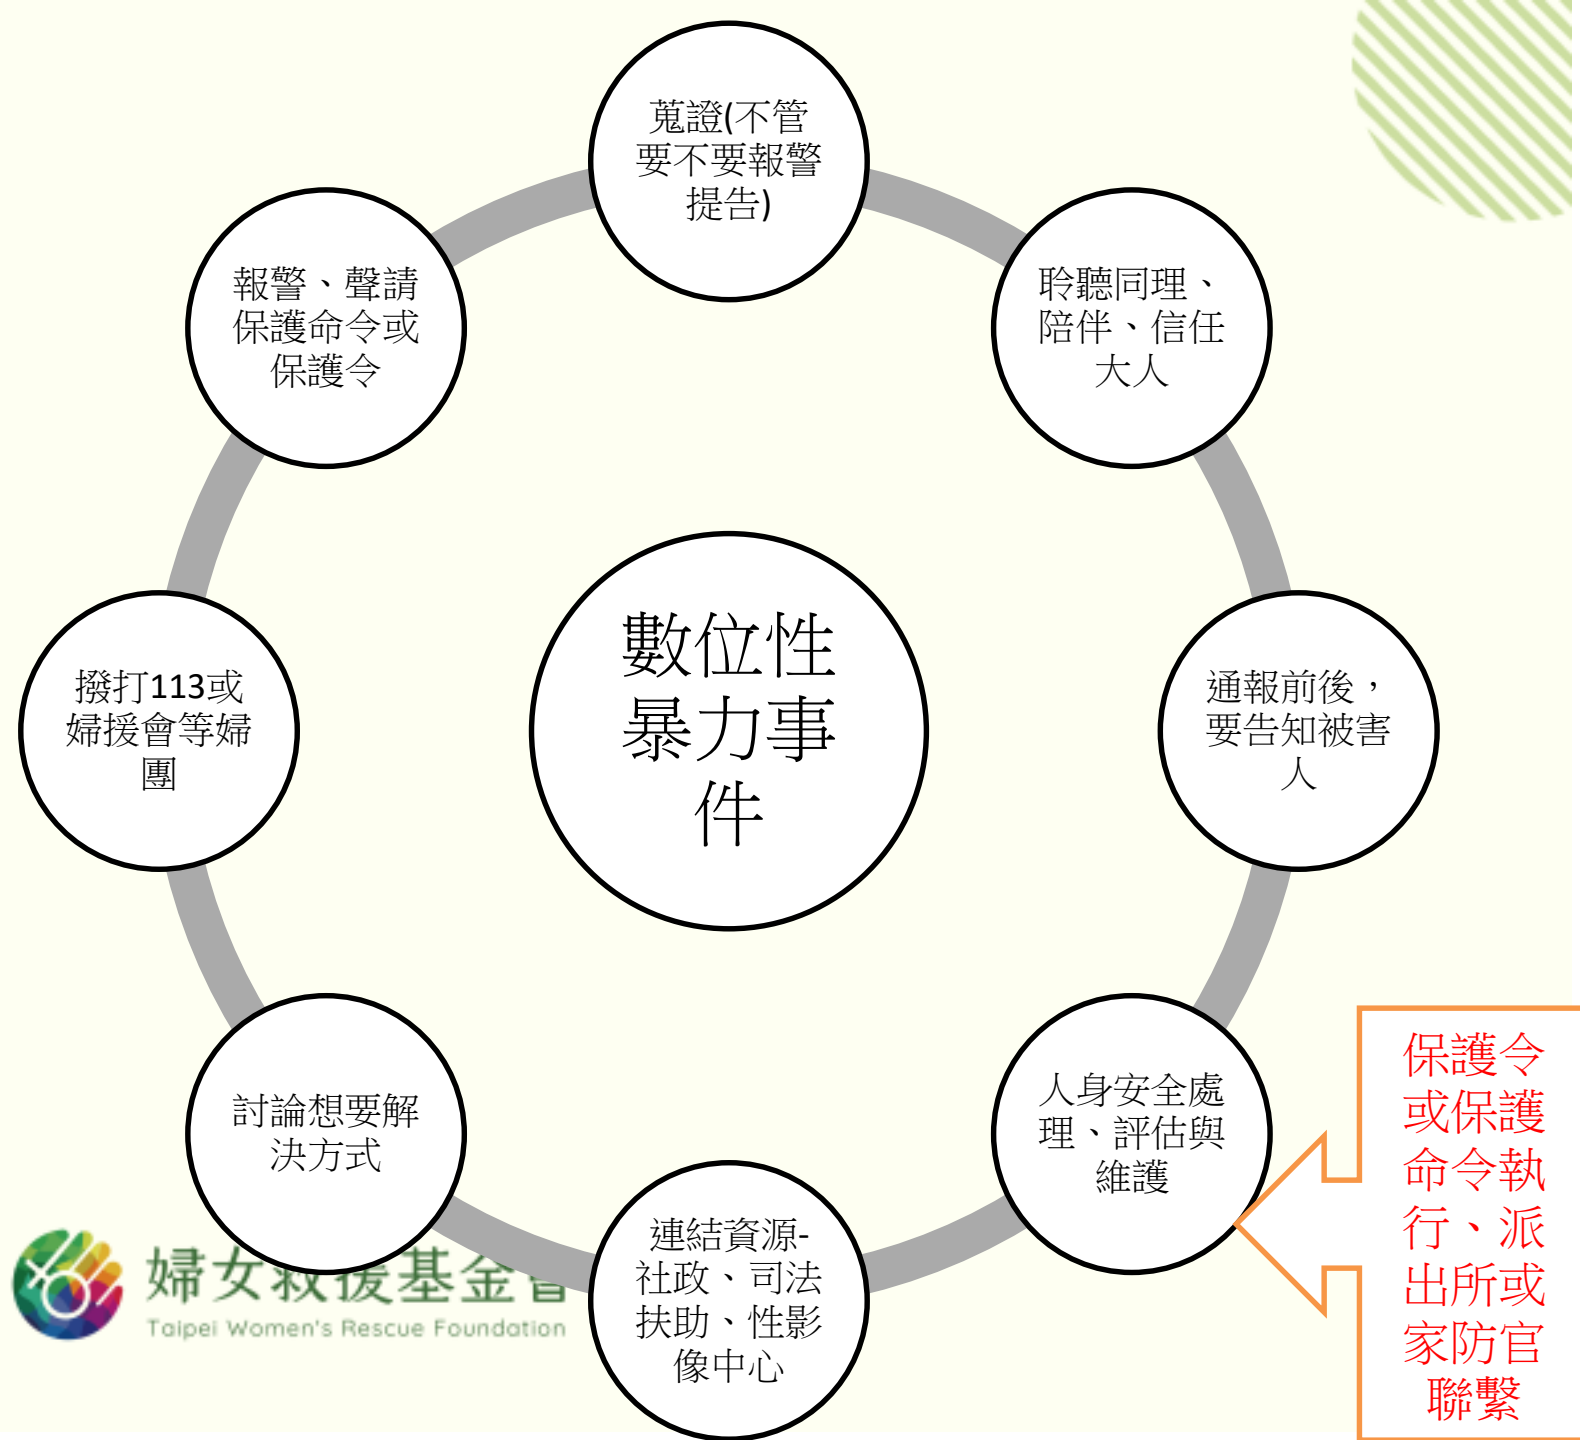 蒐證(不管
要不要報警
提告)
聆聽同理、
陪伴、信任
大人
通報前後，
要告知被害
人
人身安全處
理、評估與
維護
保護令
或保護
命令執
行、派
出所或
家防官
聯繫
連結資源-
社政、司法
扶助、性影
像中心
討論想要解
決方式
撥打113或
婦援會等婦
團
報警、聲請
保護命令或
保護令
數位性
暴力事
件
婦女救援基金會
Taipei Women's Rescue Foundation